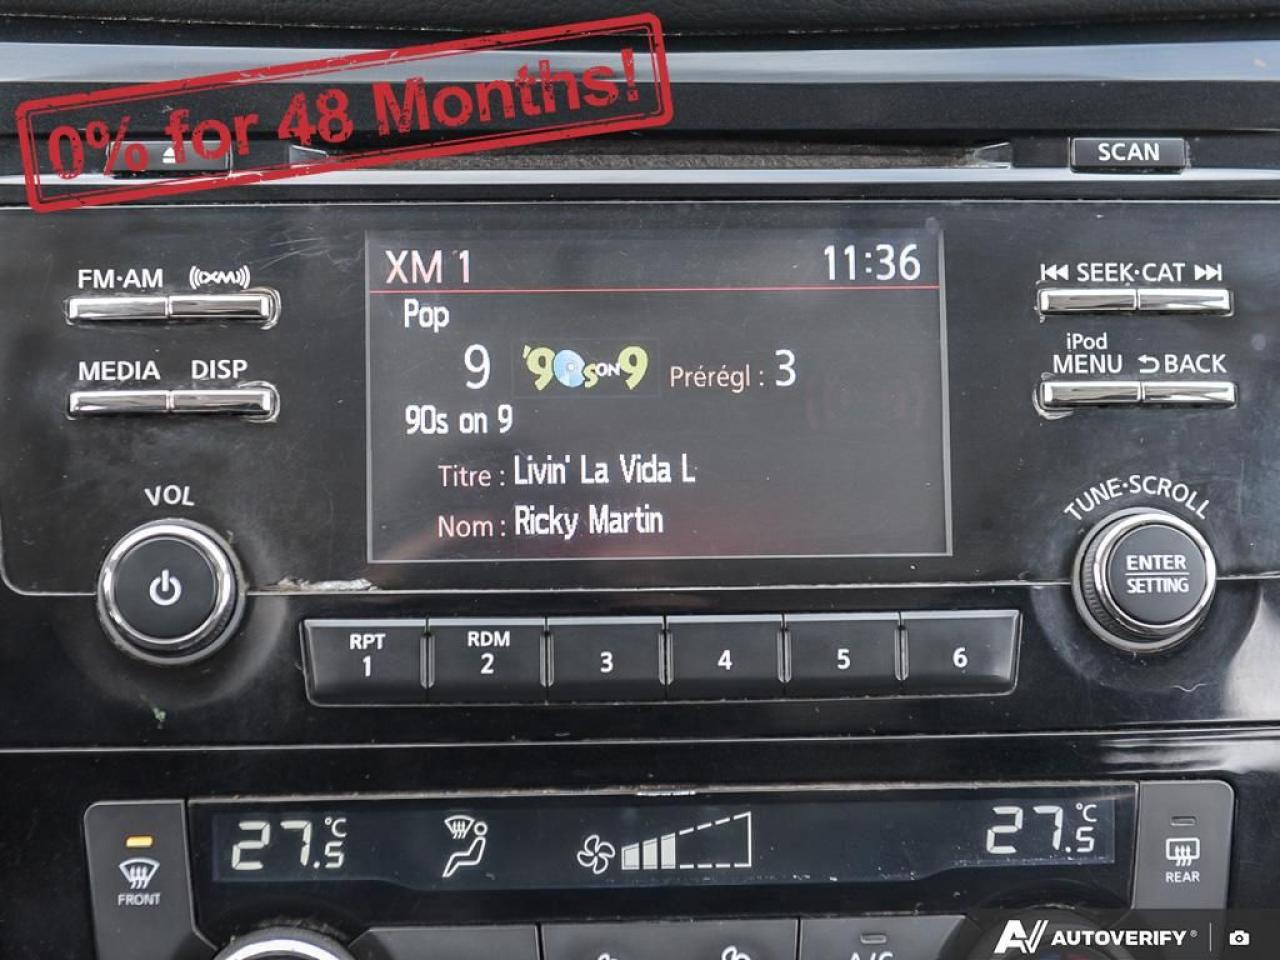 0% for 48 Months!
SCAN
FM·AM
((XM))
SEEK·CAT
MEDIA
DISP
iPod
MENU
BACK
XM 1
11:36
Pop
9
'90s ON 9
Prérégl : 3
90s on 9
Titre : Livin' La Vida L
Nom : Ricky Martin
VOL
TUNE·SCROLL
ENTER
SETTING
RPT
1
RDM
2
3
4
5
6
27.5 °C
27.5 °C
FRONT
REAR
A/C
AV AUTOVERIFY®